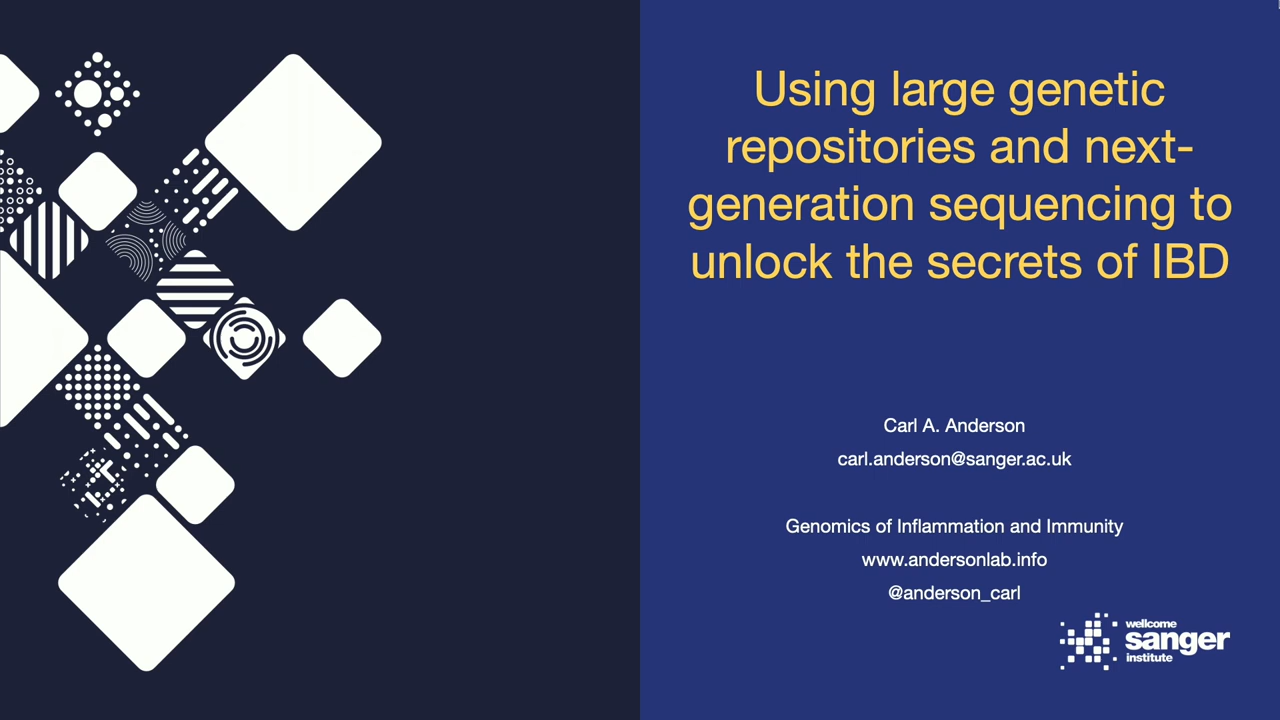 Using large genetic
repositories and next-
generation sequencing to
unlock the secrets of IBD
Carl A. Anderson
carl.anderson@sanger.ac.uk
Genomics of Inflammation and Immunity
www.andersonlab.info
@anderson_carl
wellcome
sanger
institute